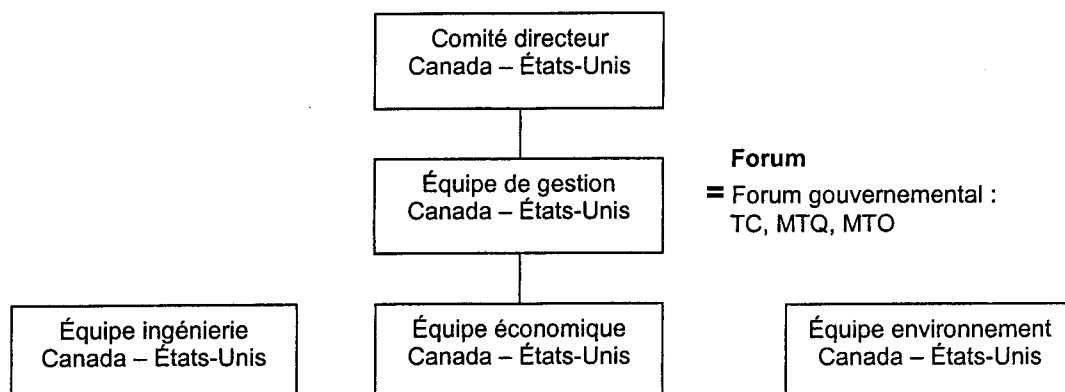 Comité directeur
Canada – États-Unis
Équipe de gestion
Canada – États-Unis
Forum
= Forum gouvernemental :
TC, MTQ, MTO
Équipe ingénierie
Canada – États-Unis
Équipe économique
Canada – États-Unis
Équipe environnement
Canada – États-Unis